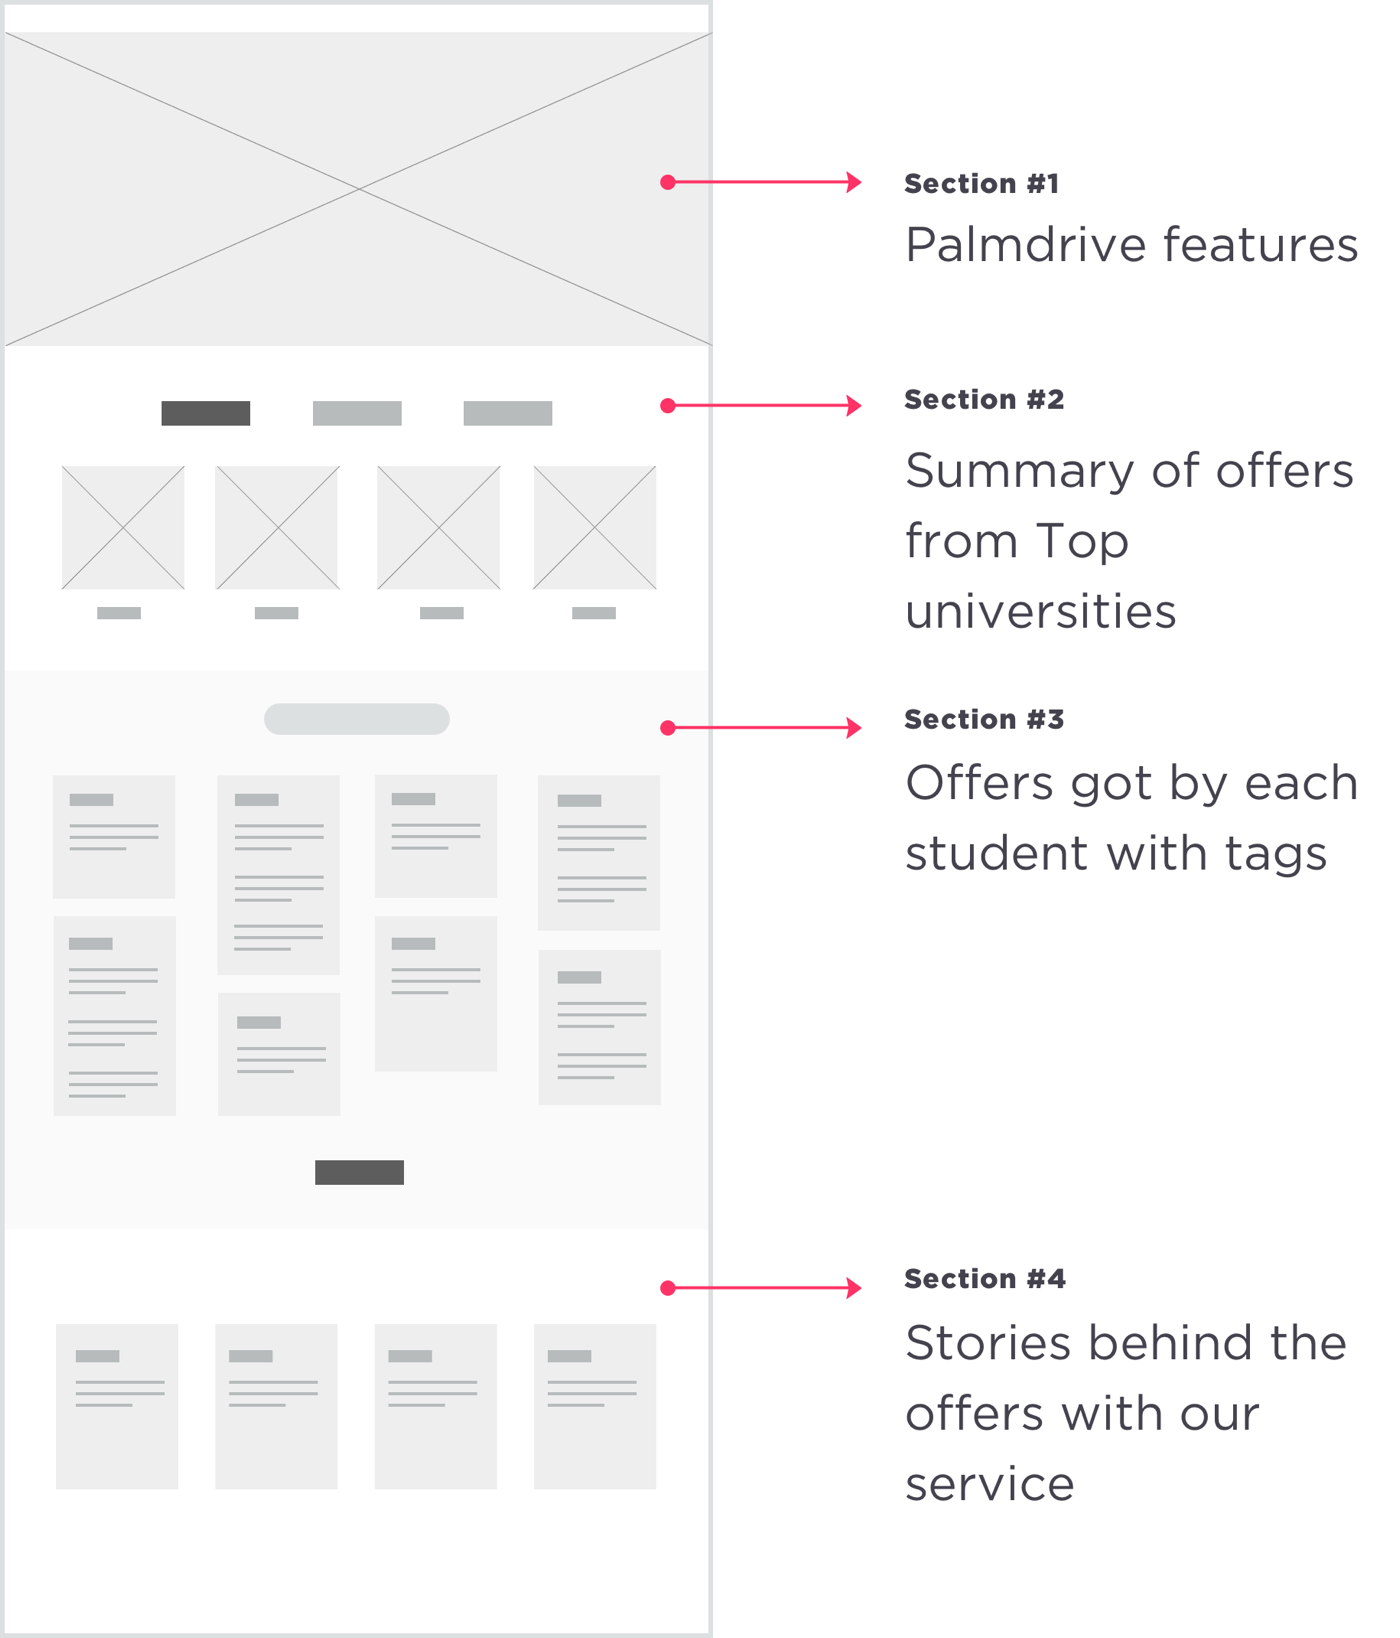 Section #1
Palmdrive features
Section #2
Summary of offers
from Top
universities
Section #3
Offers got by each
student with tags
Section #4
Stories behind the
offers with our
service